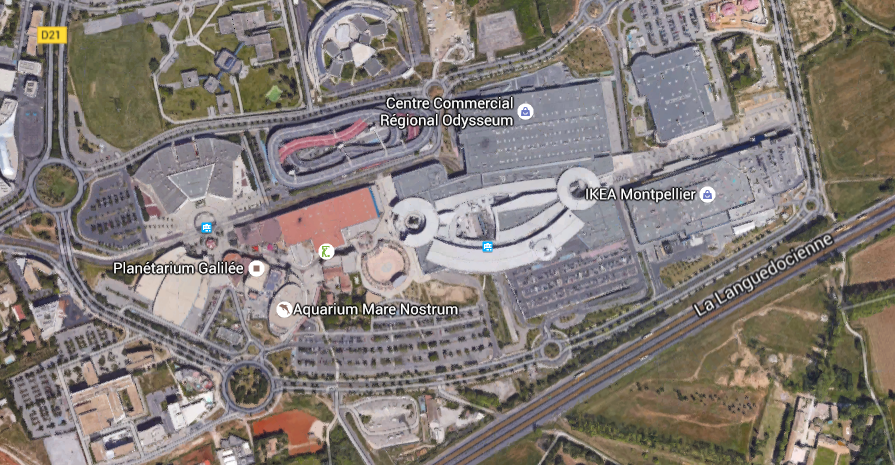 D21
Centre Commercial
Régional Odysseum
IKEA Montpellier
La Languedocienne
Planétarium Galilée
Aquarium Mare Nostrum